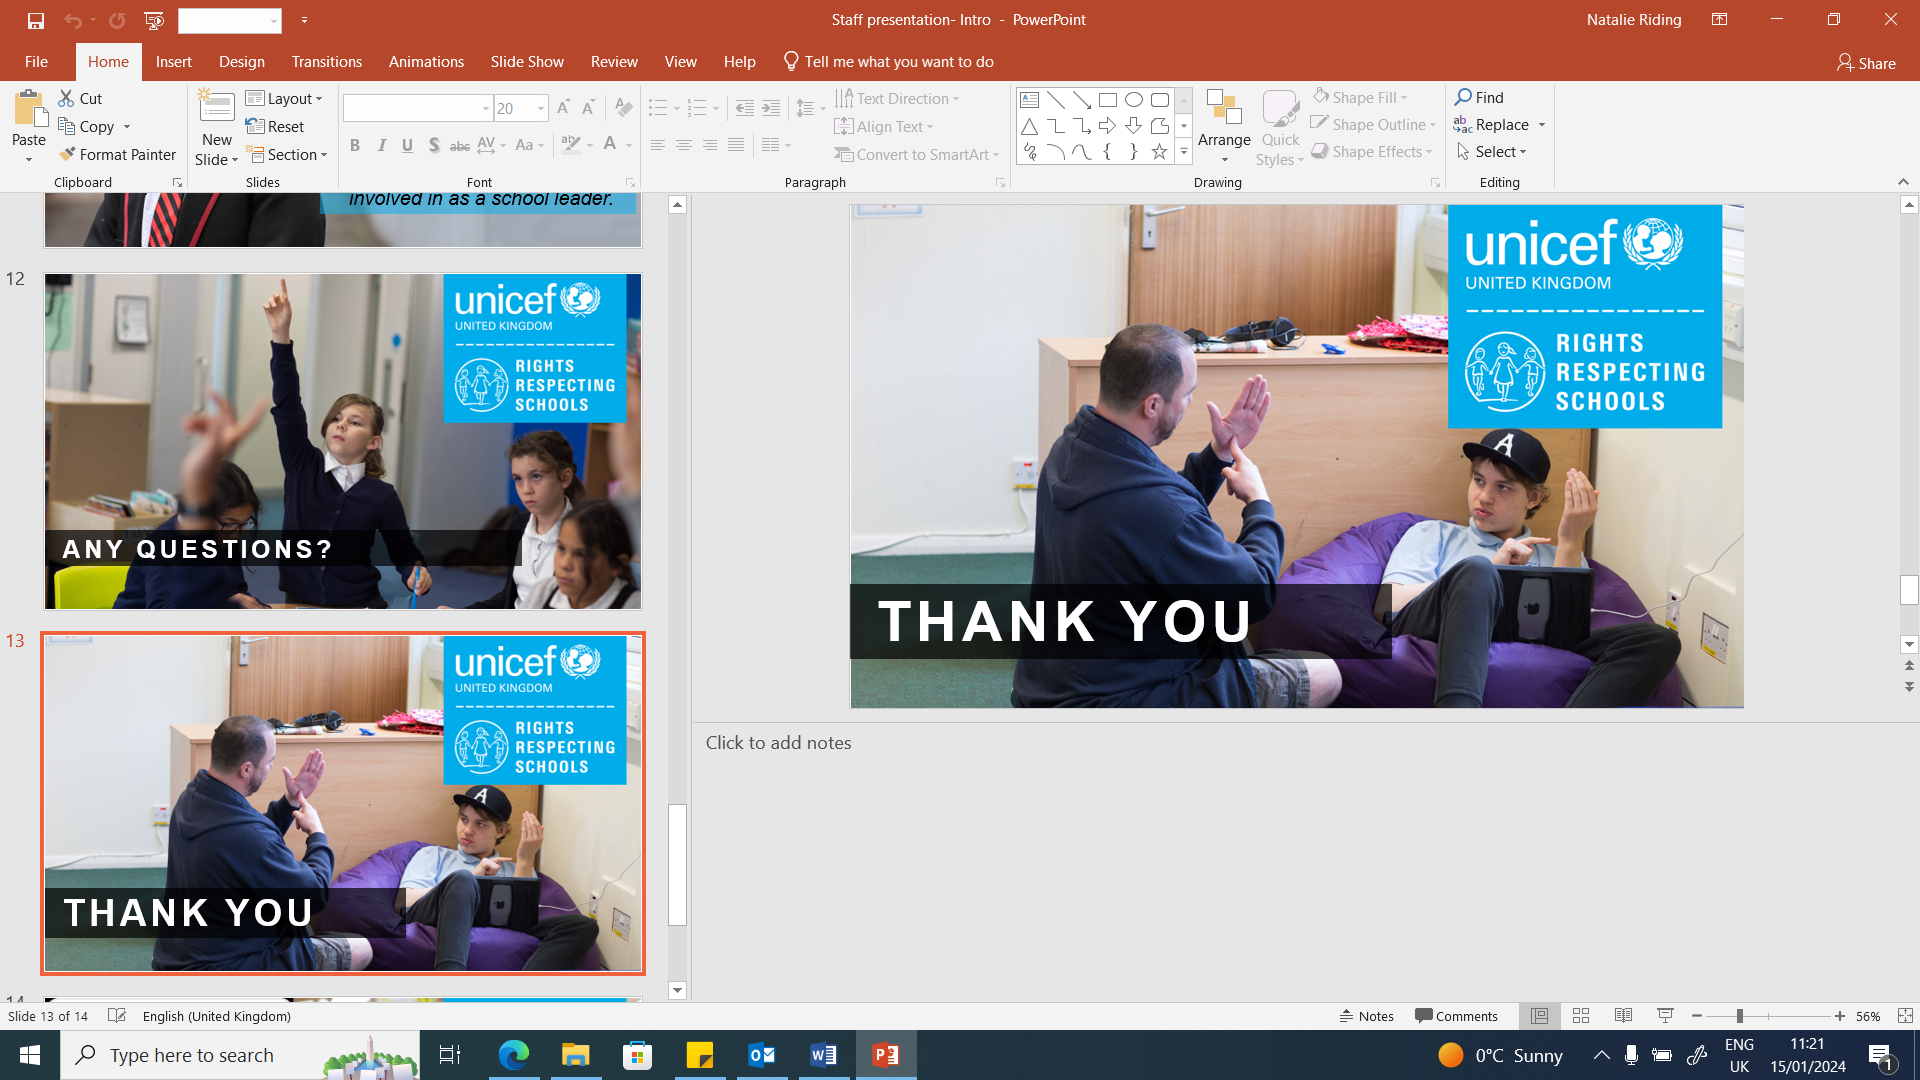 Staff presentation- Intro - PowerPoint
Natalie Riding
File
Home
Insert
Design
Transitions
Animations
Slide Show
Review
View
Help
Tell me what you want to do
Share
Paste
Cut
Copy
Format Painter
Clipboard
New
Slide
Layout
Reset
Section
Slides
20
B I U S abc AV Aa A
Font
Text Direction
Align Text
Convert to SmartArt
Paragraph
Arrange
Quick
Styles
Shape Fill
Shape Outline
Shape Effects
Drawing
Find
Replace
Select
Editing
involved in as a school leader.
12
unicef
UNITED KINGDOM
RIGHTS
RESPECTING
SCHOOLS
ANY QUESTIONS?
13
unicef
UNITED KINGDOM
RIGHTS
RESPECTING
SCHOOLS
A
THANK YOU
14
unicef
UNITED KINGDOM
RIGHTS
RESPECTING
SCHOOLS
A
THANK YOU
Click to add notes
Slide 13 of 14
English (United Kingdom)
Notes
Comments
56%
Type here to search
0°C Sunny
ENG
UK
11:21
15/01/2024
1